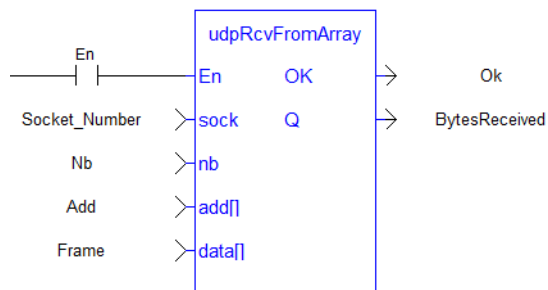 udpRcvFromArray
En
En OK Ok
Socket_Number sock Q BytesReceived
Nb nb
Add add[]
Frame data[]